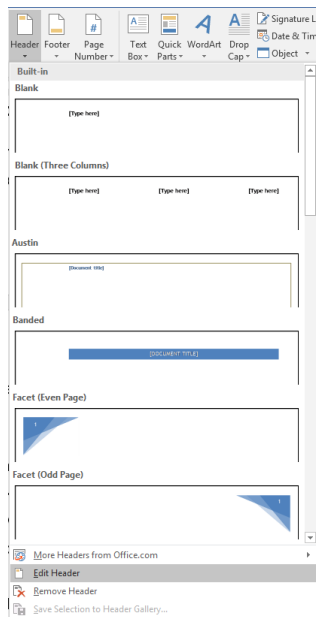 Header Footer Page Number Text Box Quick Parts WordArt Drop Cap
Signature L
Date & Tim
Object
Built-in
Blank
[Type here]
Blank (Three Columns)
[Type here] [Type here] [Type here]
Austin
[Document title]
Banded
[DOCUMENT TITLE]
Facet (Even Page)
1
Facet (Odd Page)
1
More Headers from Office.com
Edit Header
Remove Header
Save Selection to Header Gallery...